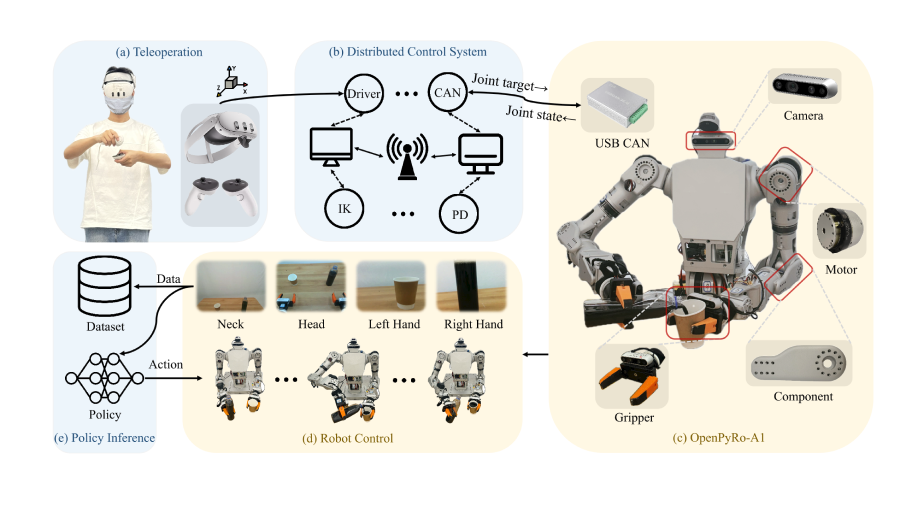 (a) Teleoperation
Y
Z
X
(b) Distributed Control System
Driver
CAN
IK
PD
Joint target→
Joint state←
USB CAN
Camera
Motor
Component
Gripper
(c) OpenPyRo-A1
Data
Dataset
Policy
Action
(e) Policy Inference
Neck
Head
Left Hand
Right Hand
(d) Robot Control